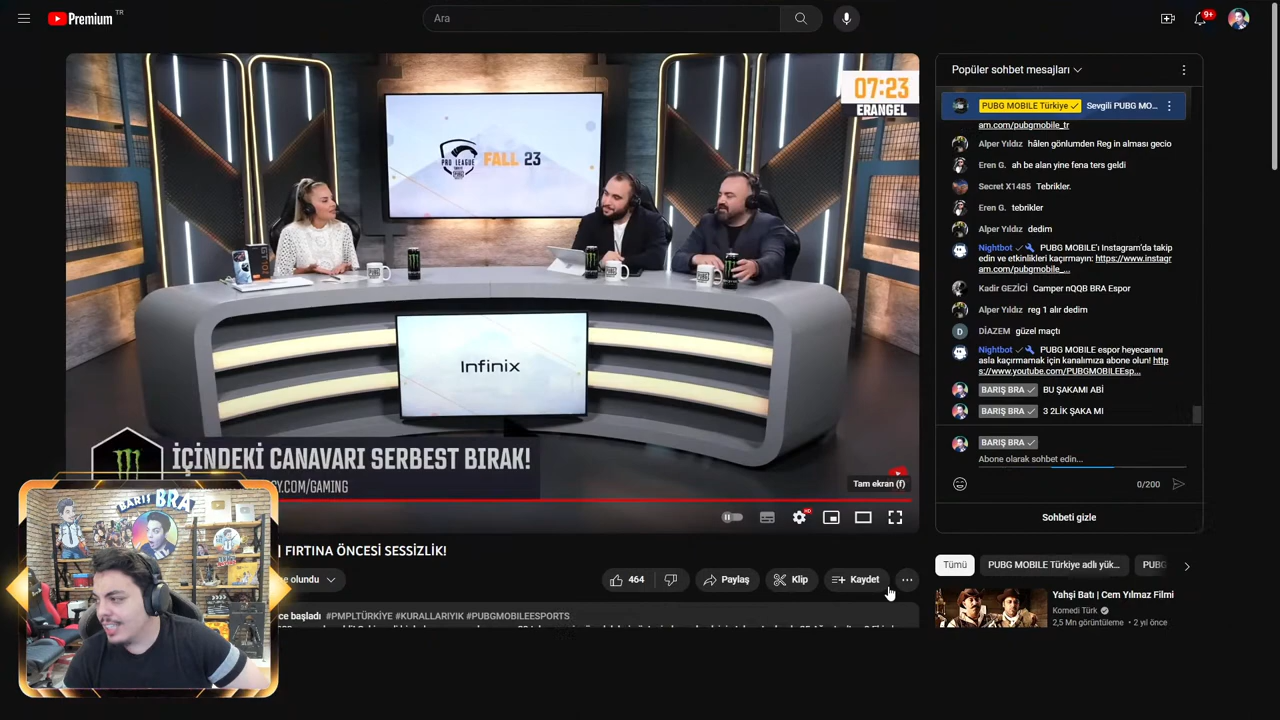 Premium TR
Ara
9+
07:23
ERANGEL
PRO LEAGUE
FALL 23
Infinix
İÇİNDEKİ CANAVARI SERBEST BIRAK!
Y.COM/GAMING
Tam ekran (f)
HD
| FIRTINA ÖNCESİ SESSİZLİK!
e olundu
464
Paylaş
Klip
Kaydet
ce başladı #PMPLTÜRKİYE #KURALLARIYIK #PUBGMOBILEESPORTS
Popüler sohbet mesajları
PUBG MOBILE Türkiye Sevgili PUBG MO...
am.com/pubgmobile_tr
Alper Yıldız hâlen gönlumden Reg in alması gecio
Eren G. ah be alan yine fena ters geldi
Secret X1485 Tebrikler.
Eren G. tebrikler
Alper Yıldız dedim
Nightbot PUBG MOBILE'ı Instagram'da takip
edin ve etkinlikleri kaçırmayın: https://www.instagr
am.com/pubgmobile_...
Kadir GEZİCİ Camper nQQB BRA Espor
Alper Yıldız reg 1 alır dedim
D DIAZEM güzel maçtı
Nightbot PUBG MOBILE espor heyecanını
asla kaçırmamak için kanalımıza abone olun! http
s://www.youtube.com/PUBGMOBILEEsp...
BARIŞ BRA BU ŞAKAMI ABİ
BARIŞ BRA 3 2LİK ŞAKA MI
BARIŞ BRA
Abone olarak sohbet edin...
0/200
Sohbeti gizle
Tümü
PUBG MOBILE Türkiye adlı yük...
PUBG
Yahşi Batı | Cem Yılmaz Filmi
Komedi Türk
2,5 Mn görüntüleme • 2 yıl önce
BARIŞ BRA